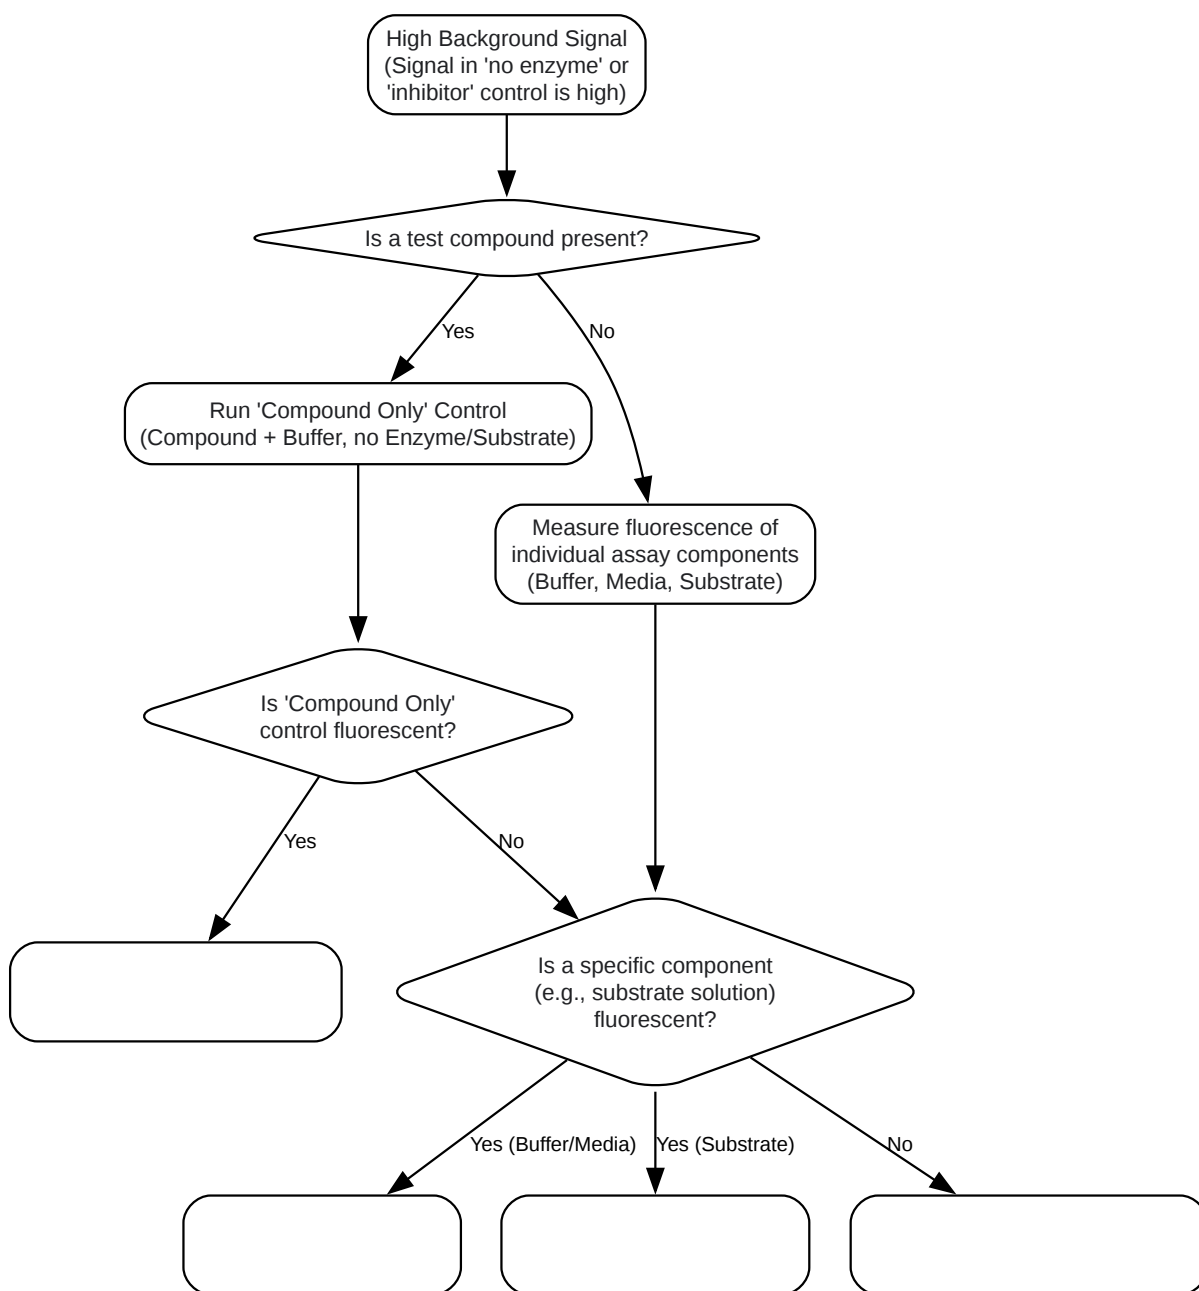 High Background Signal
(Signal in 'no enzyme' or
'inhibitor' control is high)
Is a test compound present?
Yes
No
Run 'Compound Only' Control
(Compound + Buffer, no Enzyme/Substrate)
Measure fluorescence of
individual assay components
(Buffer, Media, Substrate)
Is 'Compound Only'
control fluorescent?
Yes
No
Is a specific component
(e.g., substrate solution)
fluorescent?
Yes (Buffer/Media)
Yes (Substrate)
No